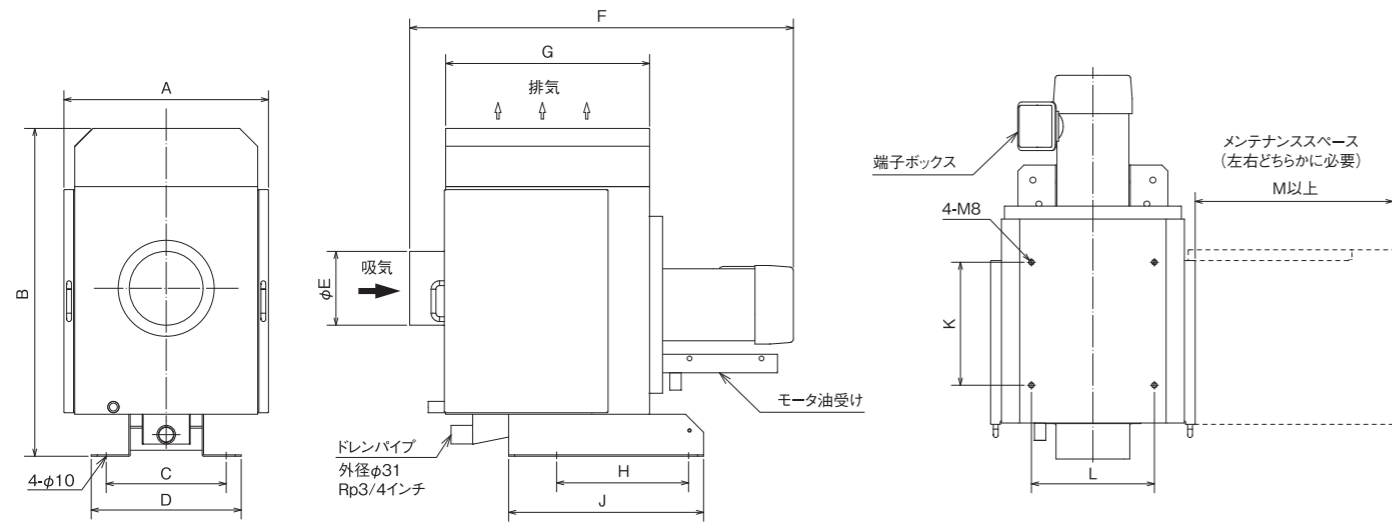 A
B
C
D
4-φ10
F
G
排気
φE
吸気
モータ油受け
ドレンパイプ
外径φ31
Rp3/4インチ
H
J
端子ボックス
4-M8
メンテナンススペース
(左右どちらかに必要)
M以上
K
L